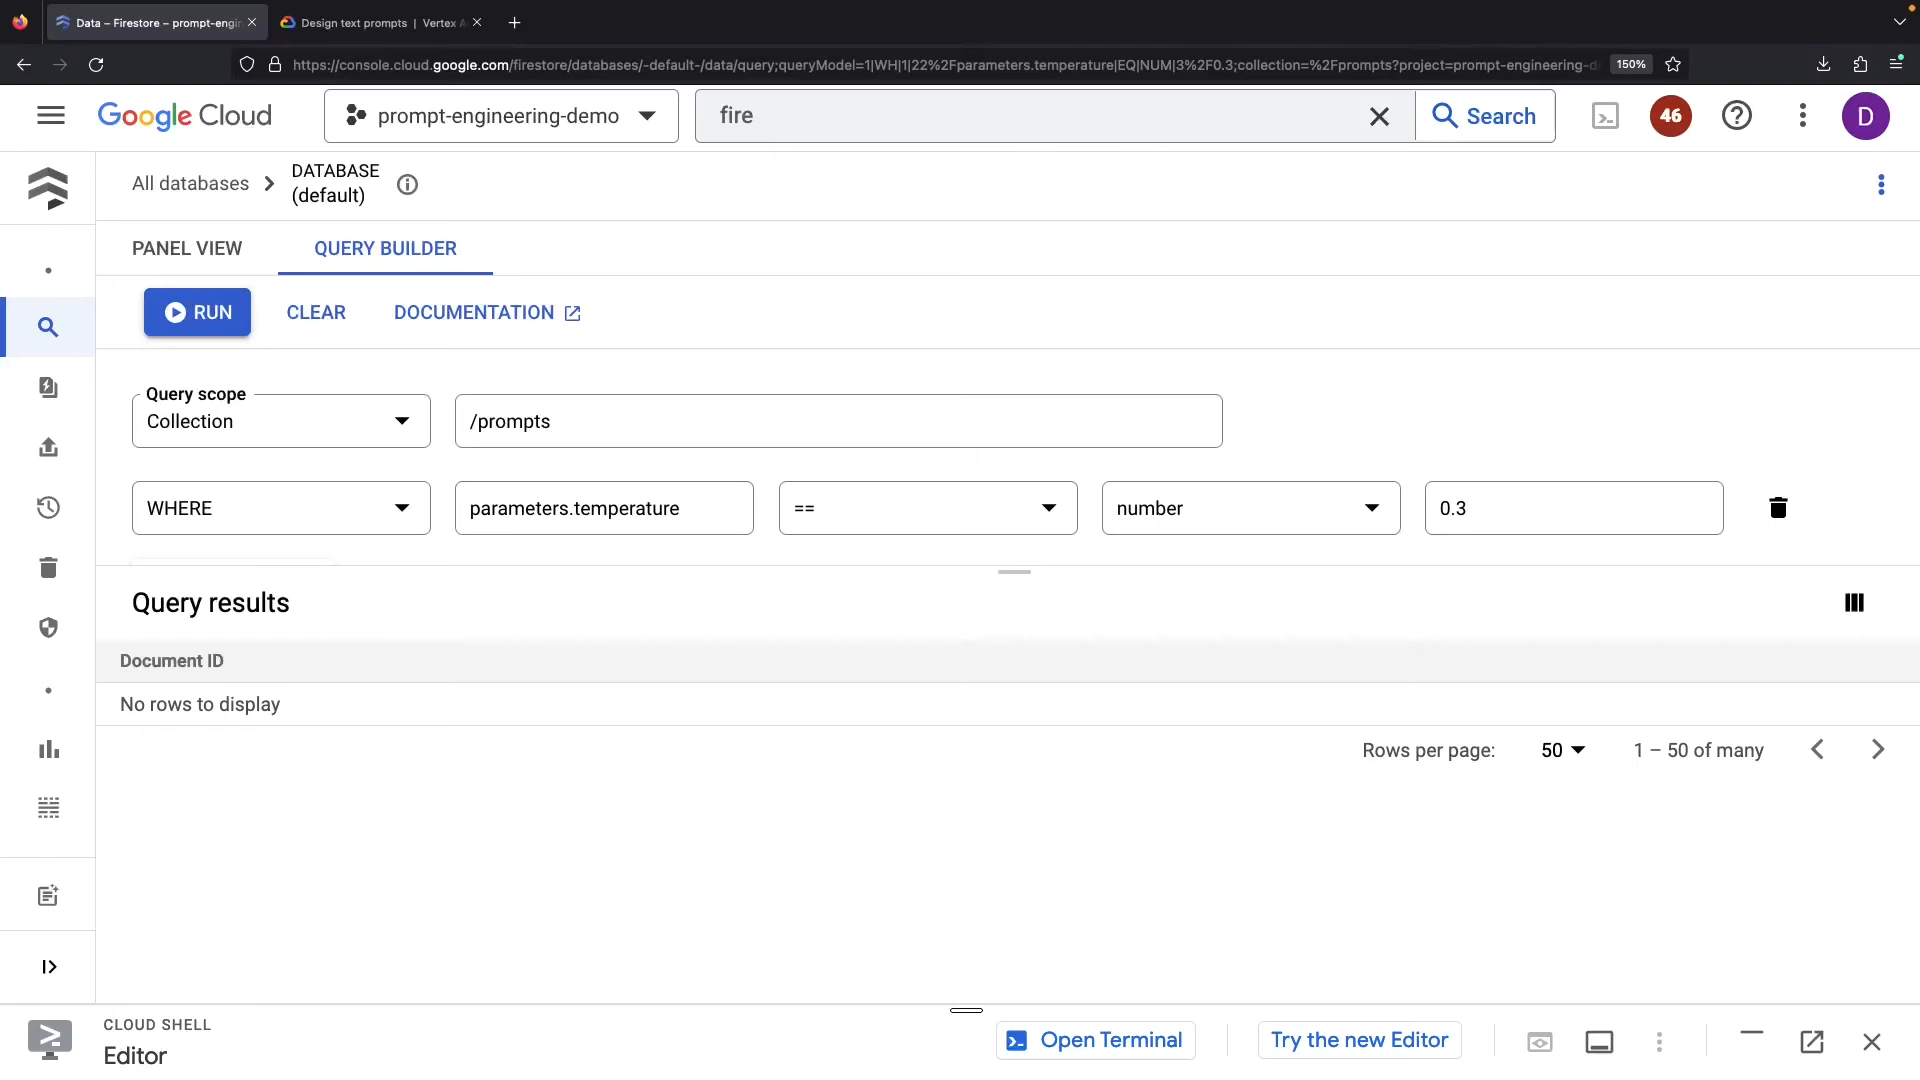 Data – Firestore – prompt-engin
Design text prompts | Vertex A
https://console.cloud.google.com/firestore/databases/-default-/data/query;queryModel=1|WH|1|22%2Fparameters.temperature|EQ|NUM|3%2F0.3;collection=%2Fprompts?project=prompt-engineering-d
150%
Google Cloud
prompt-engineering-demo
fire
Search
46
D
All databases
DATABASE
(default)
PANEL VIEW
QUERY BUILDER
RUN
CLEAR
DOCUMENTATION
Query scope
Collection
/prompts
WHERE
parameters.temperature
==
number
0.3
Query results
Document ID
No rows to display
Rows per page:
50
1 – 50 of many
CLOUD SHELL
Editor
Open Terminal
Try the new Editor